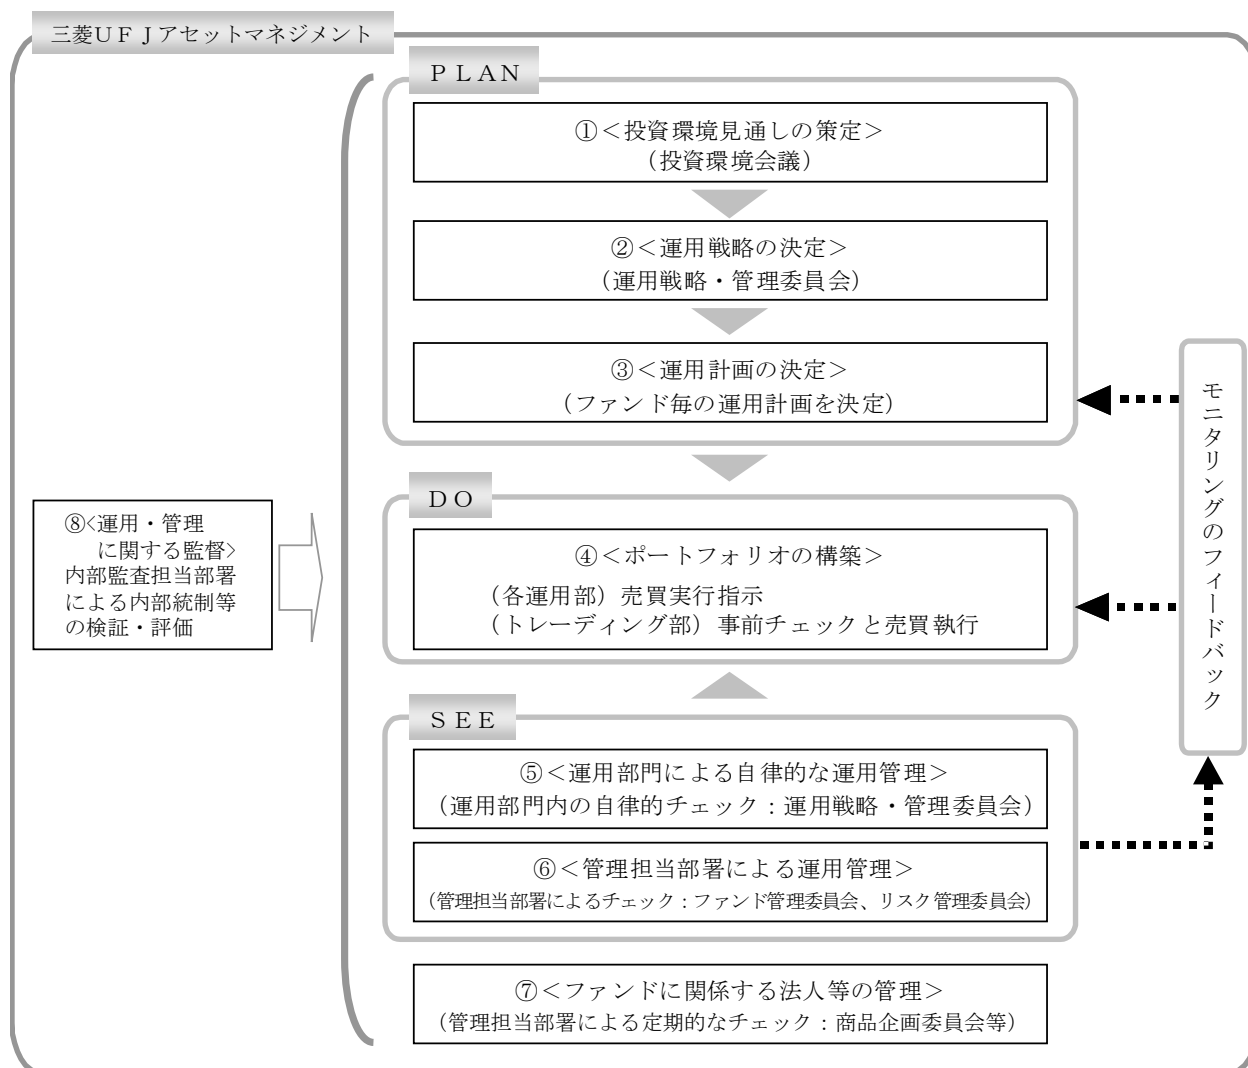 三菱ＵＦＪアセットマネジメント
ＰＬＡＮ
①＜投資環境見通しの策定＞
（投資環境会議）
②＜運用戦略の決定＞
（運用戦略・管理委員会）
③＜運用計画の決定＞
（ファンド毎の運用計画を決定）
ＤＯ
④＜ポートフォリオの構築＞
（各運用部）売買実行指示
（トレーディング部）事前チェックと売買執行
ＳＥＥ
⑤＜運用部門による自律的な運用管理＞
（運用部門内の自律的チェック：運用戦略・管理委員会）
⑥＜管理担当部署による運用管理＞
（管理担当部署によるチェック：ファンド管理委員会、リスク管理委員会）
⑦＜ファンドに関係する法人等の管理＞
（管理担当部署による定期的なチェック：商品企画委員会等）
⑧<運用・管理
に関する監督>
内部監査担当部署
による内部統制等
の検証・評価
モニタリングのフィードバック